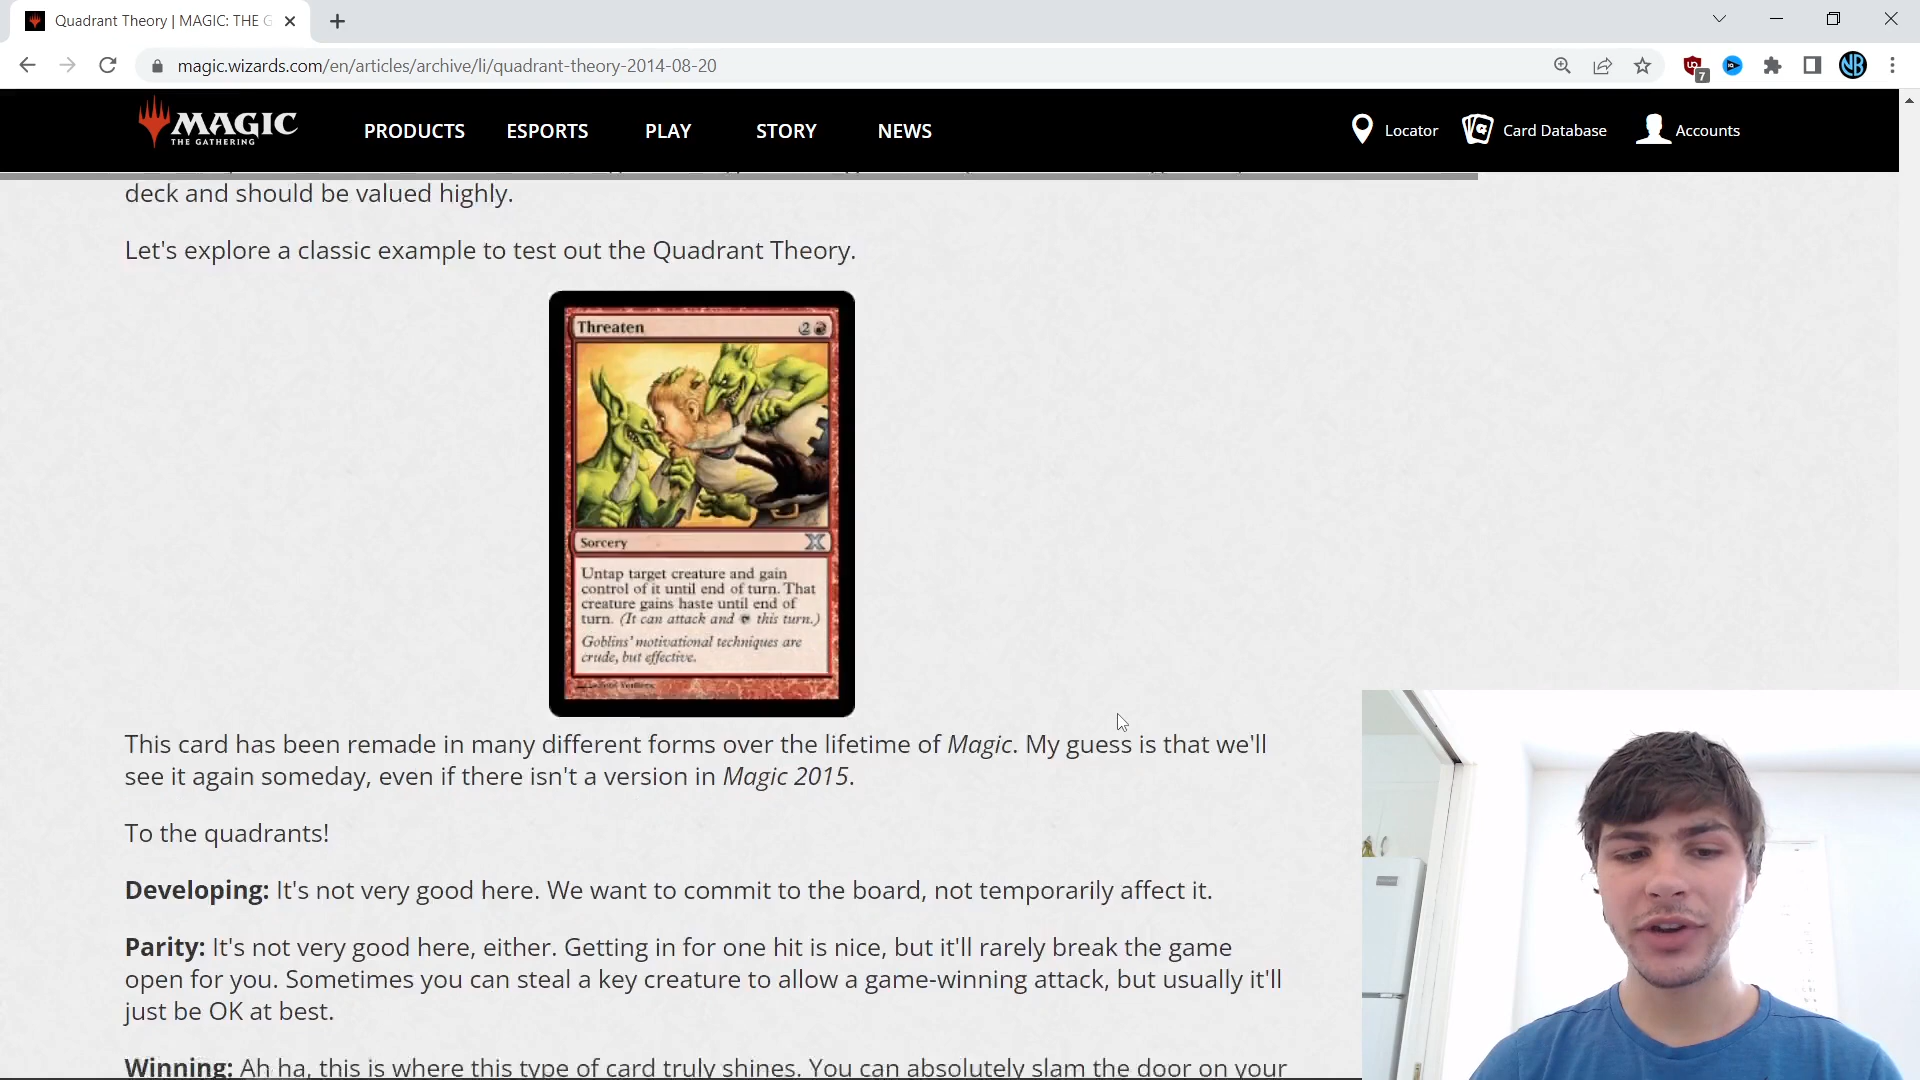 Quadrant Theory | MAGIC: THE G
magic.wizards.com/en/articles/archive/li/quadrant-theory-2014-08-20
7
NB
MAGIC
THE GATHERING
PRODUCTS
ESPORTS
PLAY
STORY
NEWS
Locator
Card Database
Accounts
deck and should be valued highly.
Let's explore a classic example to test out the Quadrant Theory.
Threaten 2
Sorcery
Untap target creature and gain
control of it until end of turn. That
creature gains haste until end of
turn. (It can attack and this turn.)
Goblins' motivational techniques are
crude, but effective.
This card has been remade in many different forms over the lifetime of Magic. My guess is that we'll
see it again someday, even if there isn't a version in Magic 2015.
To the quadrants!
Developing: It's not very good here. We want to commit to the board, not temporarily affect it.
Parity: It's not very good here, either. Getting in for one hit is nice, but it'll rarely break the game
open for you. Sometimes you can steal a key creature to allow a game-winning attack, but usually it'll
just be OK at best.
Winning: Ah ha, this is where this type of card truly shines. You can absolutely slam the door on your